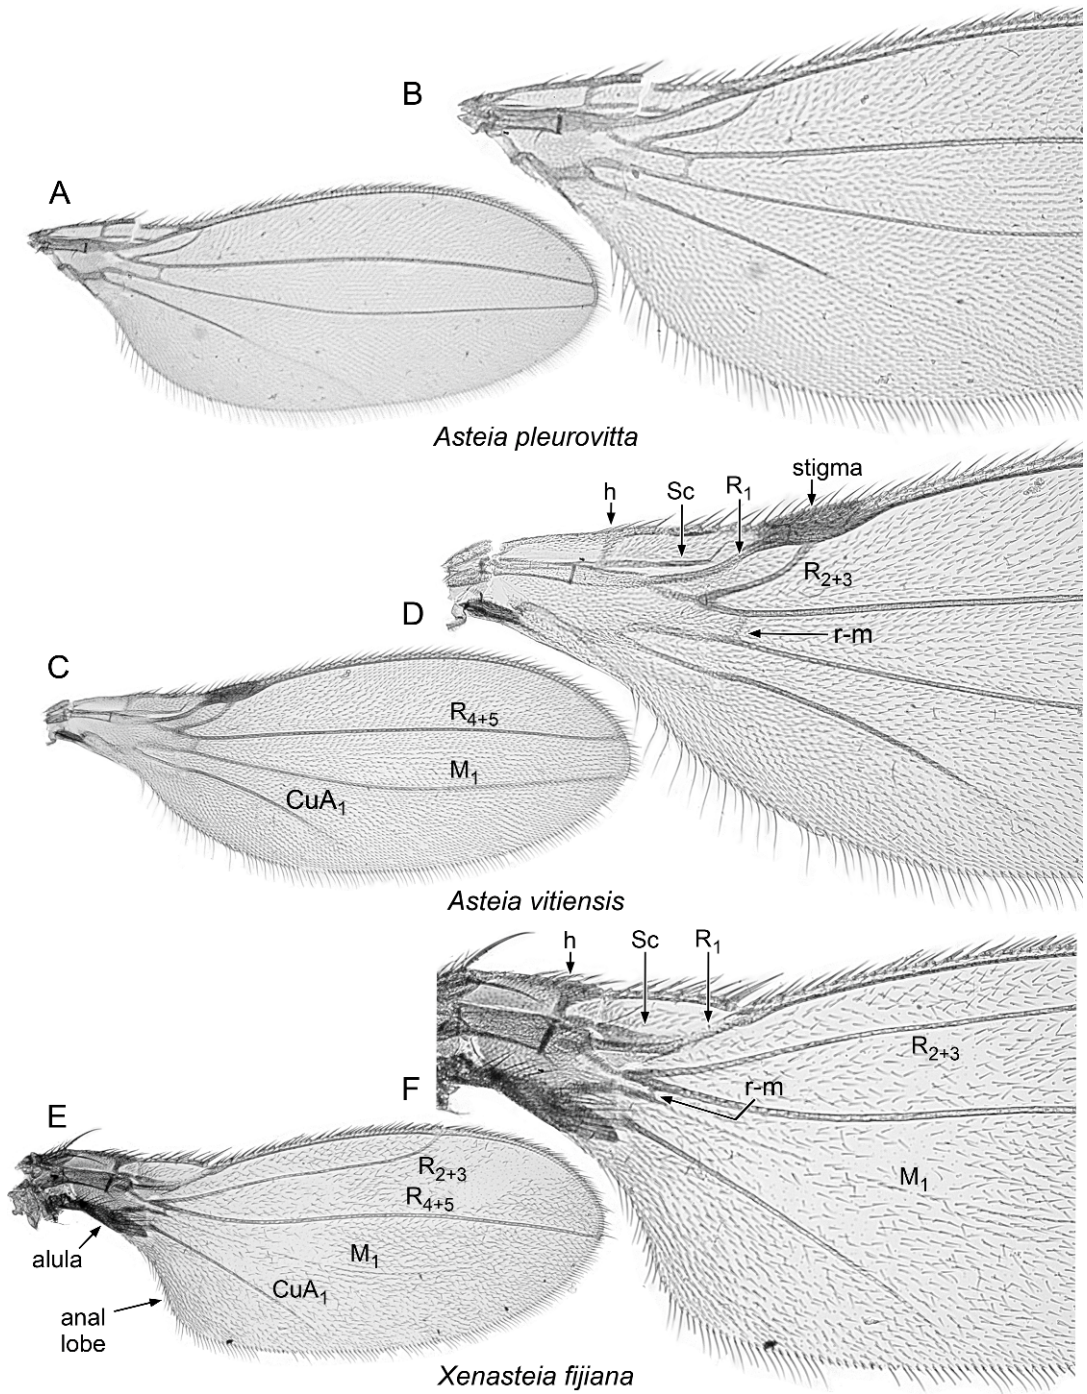 B
A
Asteia pleurovitta
h
Sc
R1
stigma
R2+3
D
r-m
C
R4+5
M1
CuA1
Asteia vitiensis
h
Sc
R1
R2+3
F
r-m
E
R2+3
R4+5
M1
M1
alula
CuA1
anal
lobe
Xenasteia fijiana